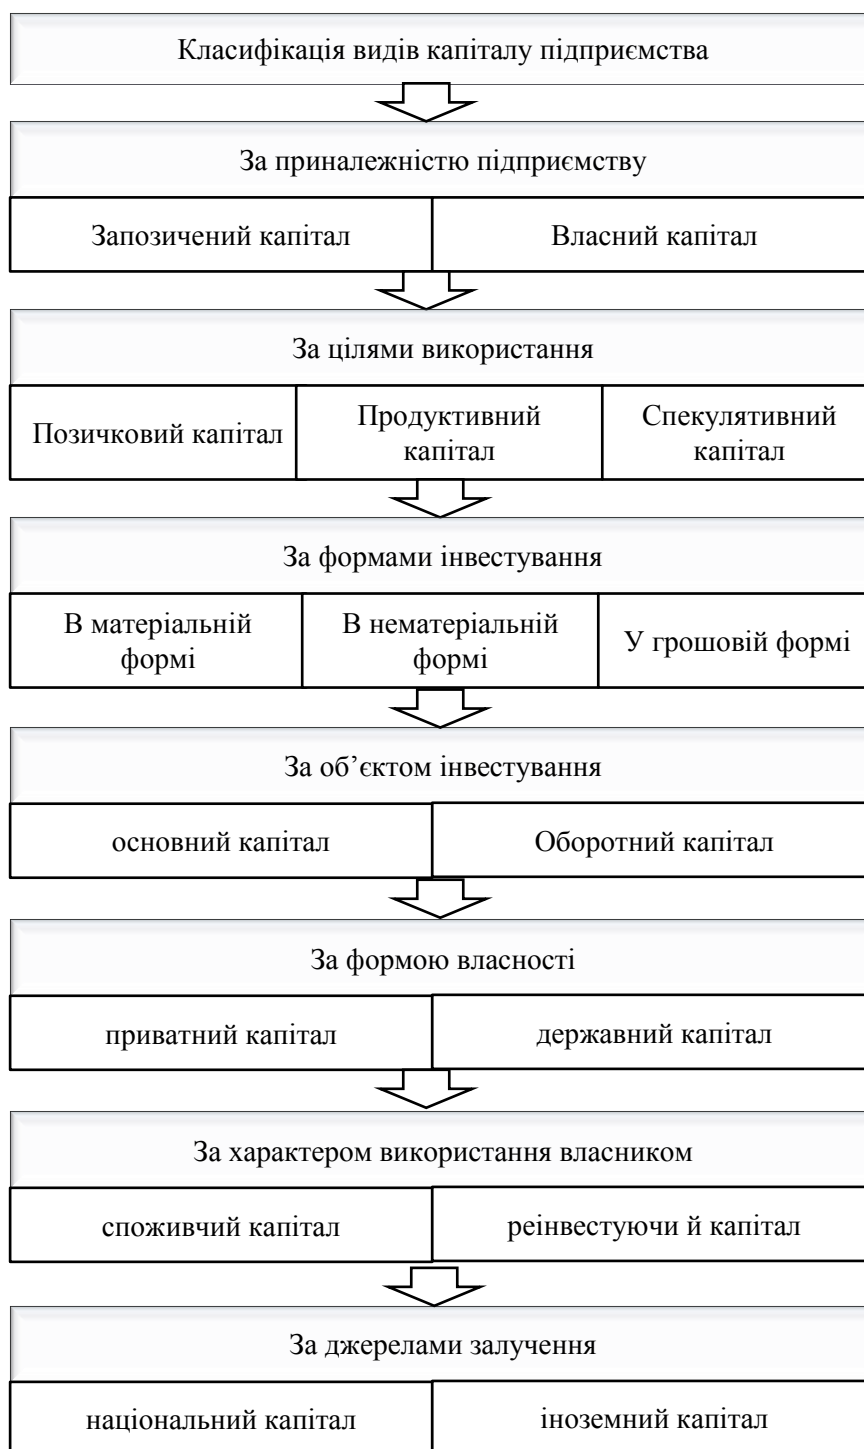 Класифікація видів капіталу підприємства
За приналежністю підприємству
Запозичений капітал
Власний капітал
За цілями використання
Позичковий капітал
Продуктивний
капітал
Спекулятивний
капітал
За формами інвестування
В матеріальній
формі
В нематеріальній
формі
У грошовій формі
За об’єктом інвестування
основний капітал
Оборотний капітал
За формою власності
приватний капітал
державний капітал
За характером використання власником
споживчий капітал
реінвестуючи й капітал
За джерелами залучення
національний капітал
іноземний капітал